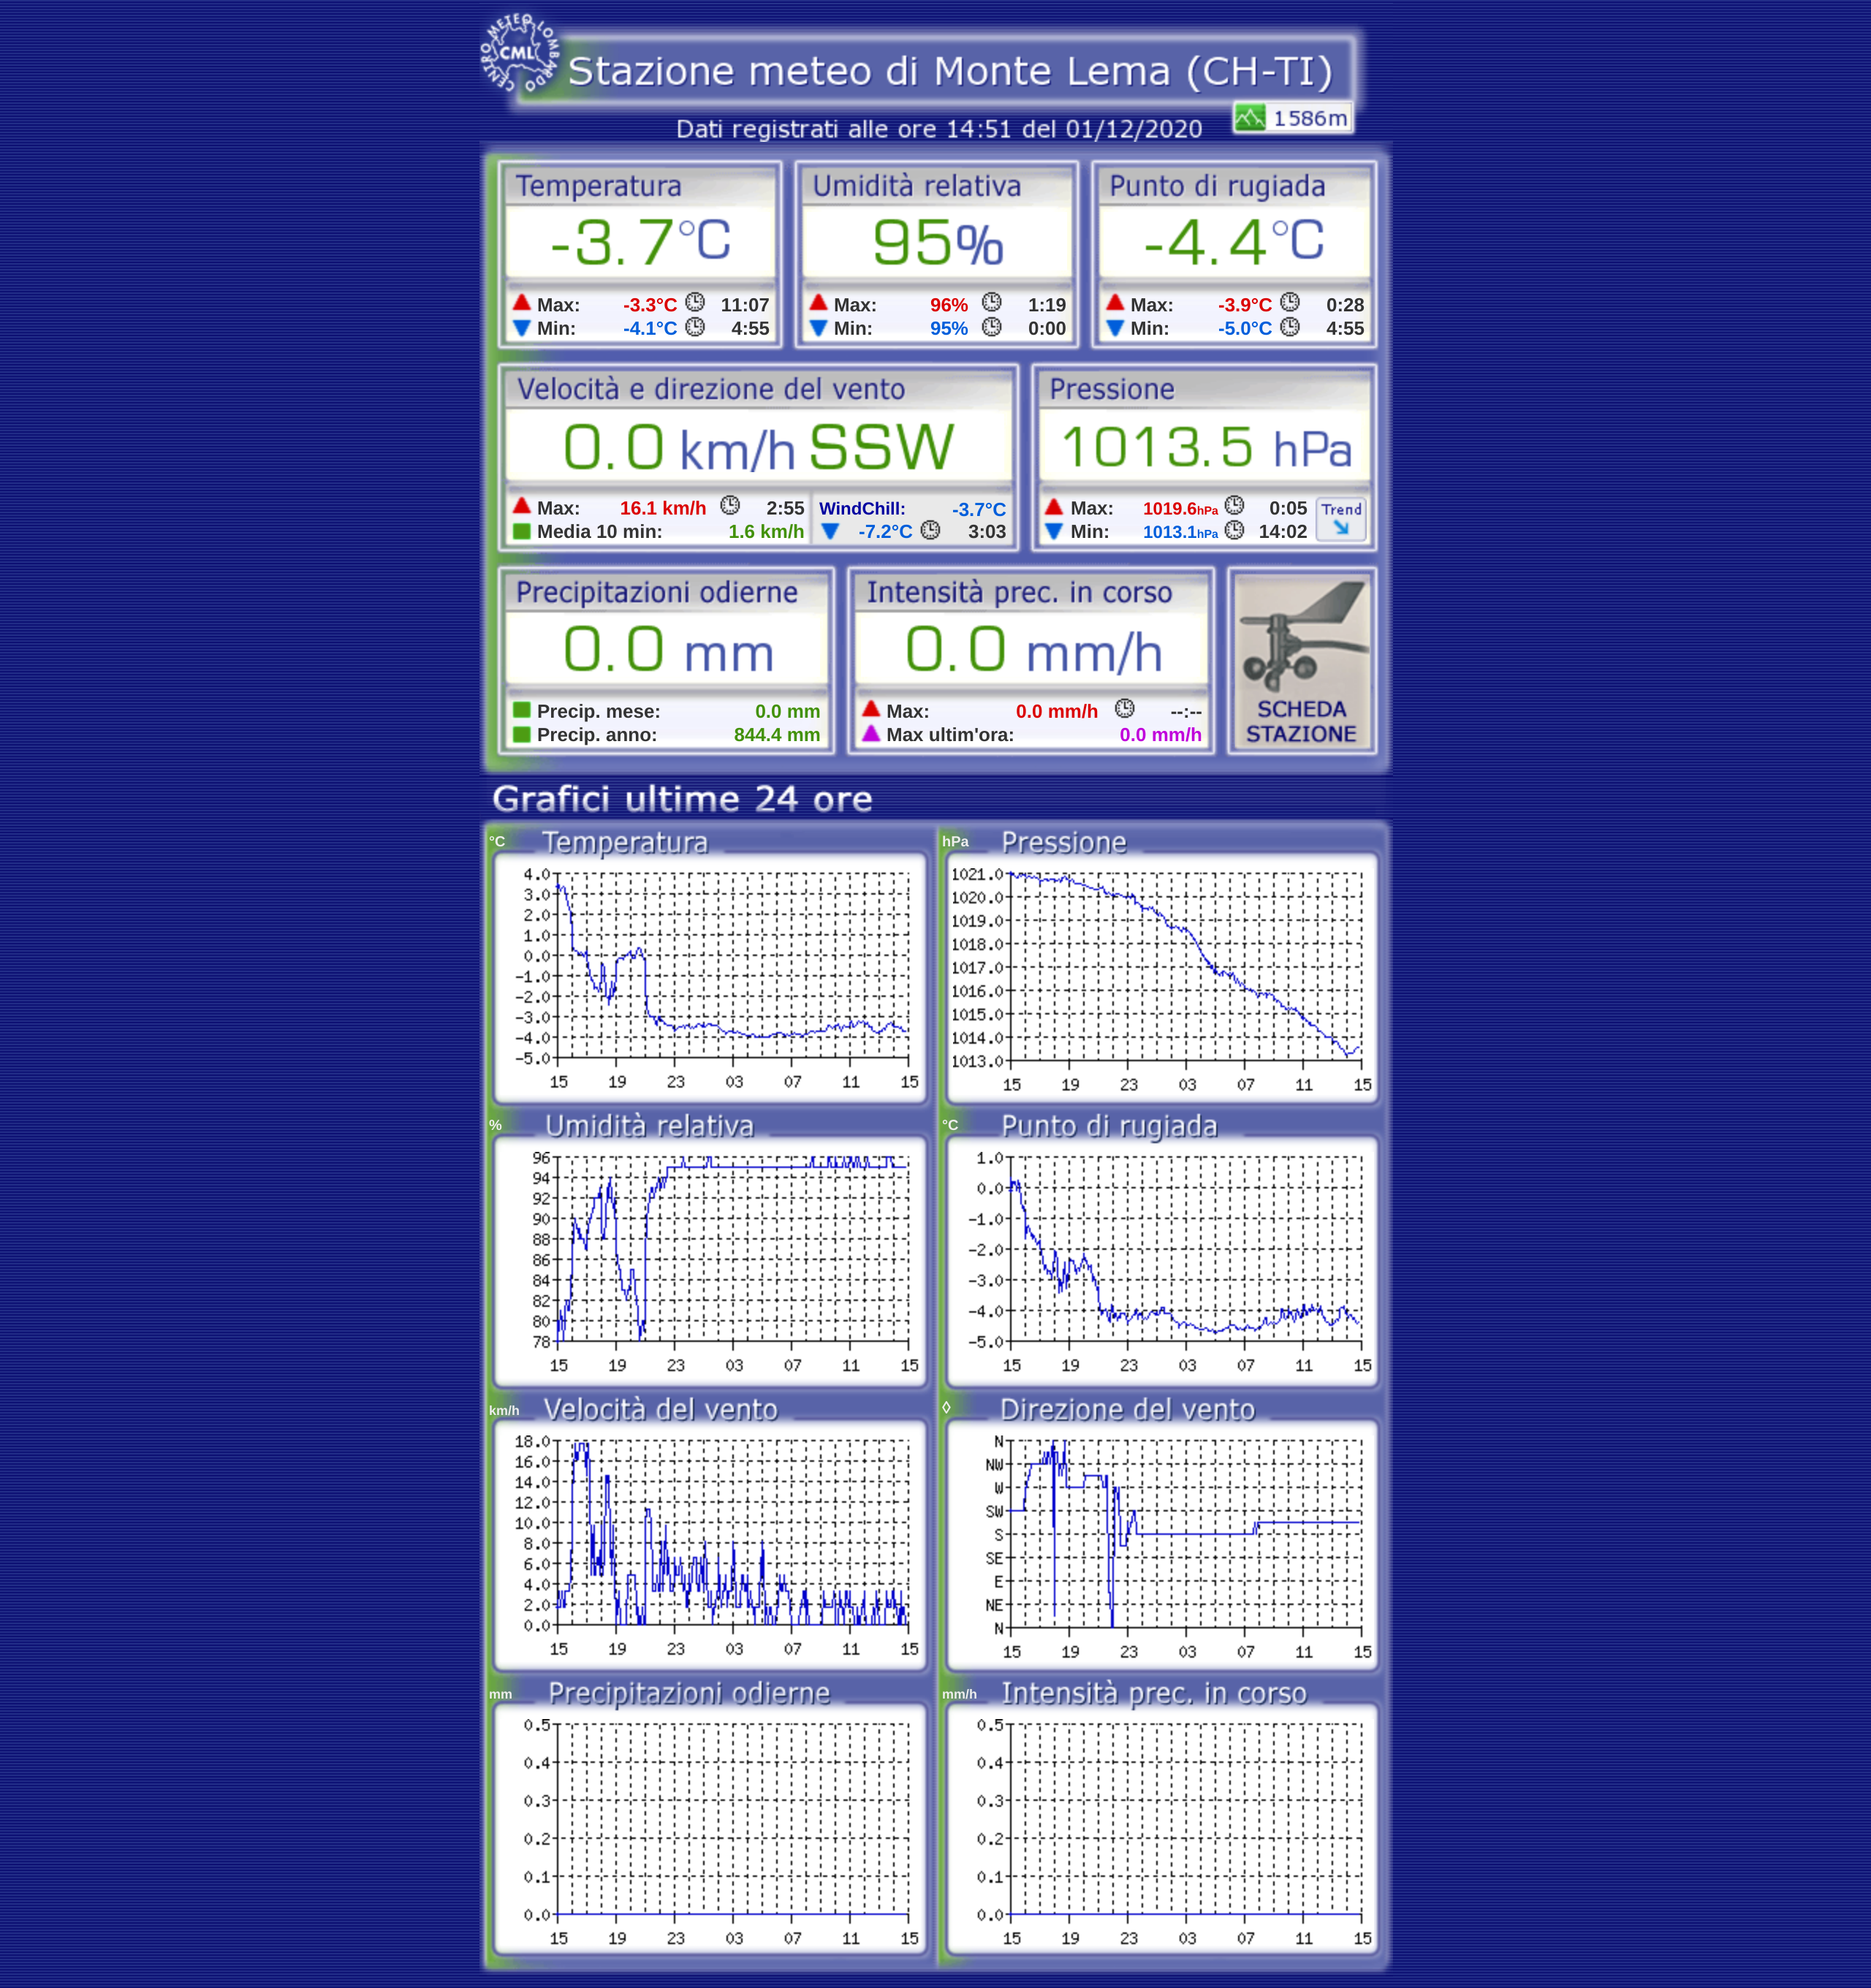 CENTRO METEO LOMBARDO
CML
Stazione meteo di Monte Lema (CH-TI)
1586m
Dati registrati alle ore 14:51 del 01/12/2020
Temperatura Umidità relativa Punto di rugiada
-3.7°C 95% -4.4°C
Max: -3.3°C 11:07 Max: 96% 1:19 Max: -3.9°C 0:28
Min: -4.1°C 4:55 Min: 95% 0:00 Min: -5.0°C 4:55
Velocità e direzione del vento Pressione
0.0 km/h SSW 1013.5 hPa
Max: 16.1 km/h 2:55 WindChill: -3.7°C Max: 1019.6hPa 0:05 Trend
Media 10 min: 1.6 km/h -7.2°C 3:03 Min: 1013.1hPa 14:02
Precipitazioni odierne Intensità prec. in corso
0.0 mm 0.0 mm/h
Precip. mese: 0.0 mm Max: 0.0 mm/h --:-- SCHEDA
Precip. anno: 844.4 mm Max ultim'ora: 0.0 mm/h STAZIONE
Grafici ultime 24 ore
°C Temperatura
4.0
3.0
2.0
1.0
0.0
-1.0
-2.0
-3.0
-4.0
-5.0
15 19 23 03 07 11 15
hPa Pressione
1021.0
1020.0
1019.0
1018.0
1017.0
1016.0
1015.0
1014.0
1013.0
15 19 23 03 07 11 15
% Umidità relativa
96
94
92
90
88
86
84
82
80
78
15 19 23 03 07 11 15
°C Punto di rugiada
1.0
0.0
-1.0
-2.0
-3.0
-4.0
-5.0
15 19 23 03 07 11 15
km/h Velocità del vento
18.0
16.0
14.0
12.0
10.0
8.0
6.0
4.0
2.0
0.0
15 19 23 03 07 11 15
◊ Direzione del vento
N
NW
W
SW
S
SE
E
NE
N
15 19 23 03 07 11 15
mm Precipitazioni odierne
0.5
0.4
0.3
0.2
0.1
0.0
15 19 23 03 07 11 15
mm/h Intensità prec. in corso
0.5
0.4
0.3
0.2
0.1
0.0
15 19 23 03 07 11 15